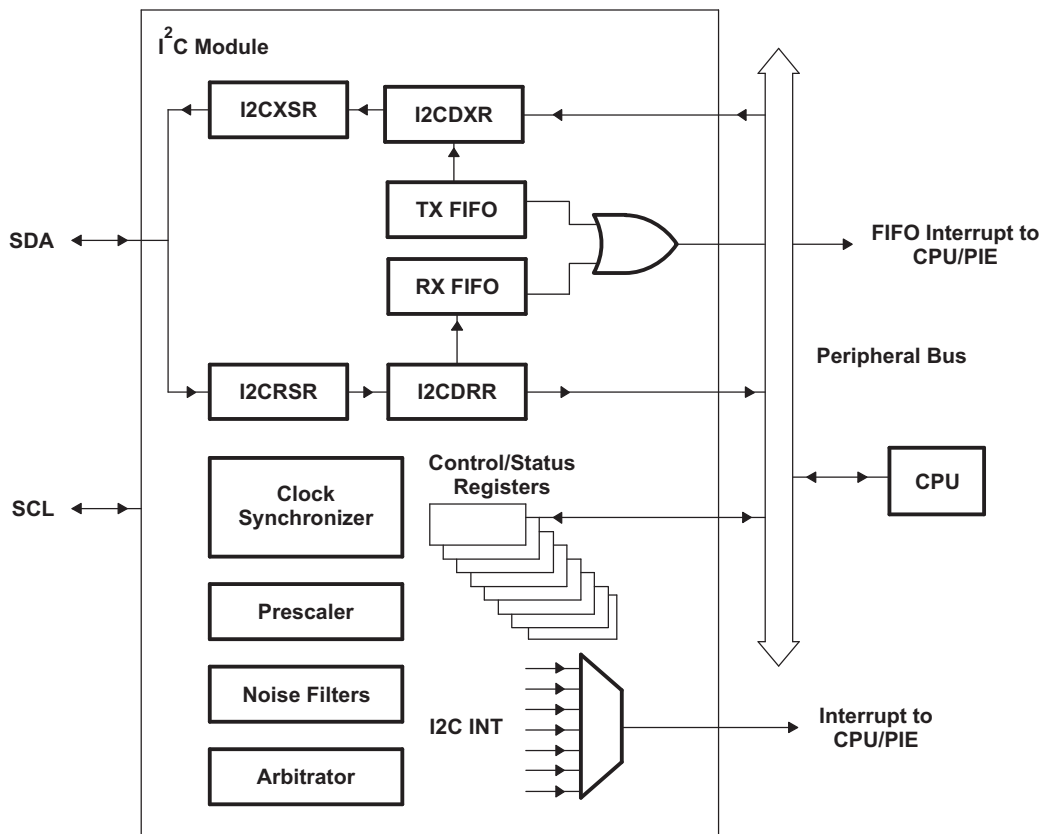 I²C Module
I2CXSR
I2CDXR
TX FIFO
SDA
FIFO Interrupt to
CPU/PIE
RX FIFO
Peripheral Bus
I2CRSR
I2CDRR
Control/Status
Registers
Clock
Synchronizer
SCL
CPU
Prescaler
Noise Filters
I2C INT
Interrupt to
CPU/PIE
Arbitrator